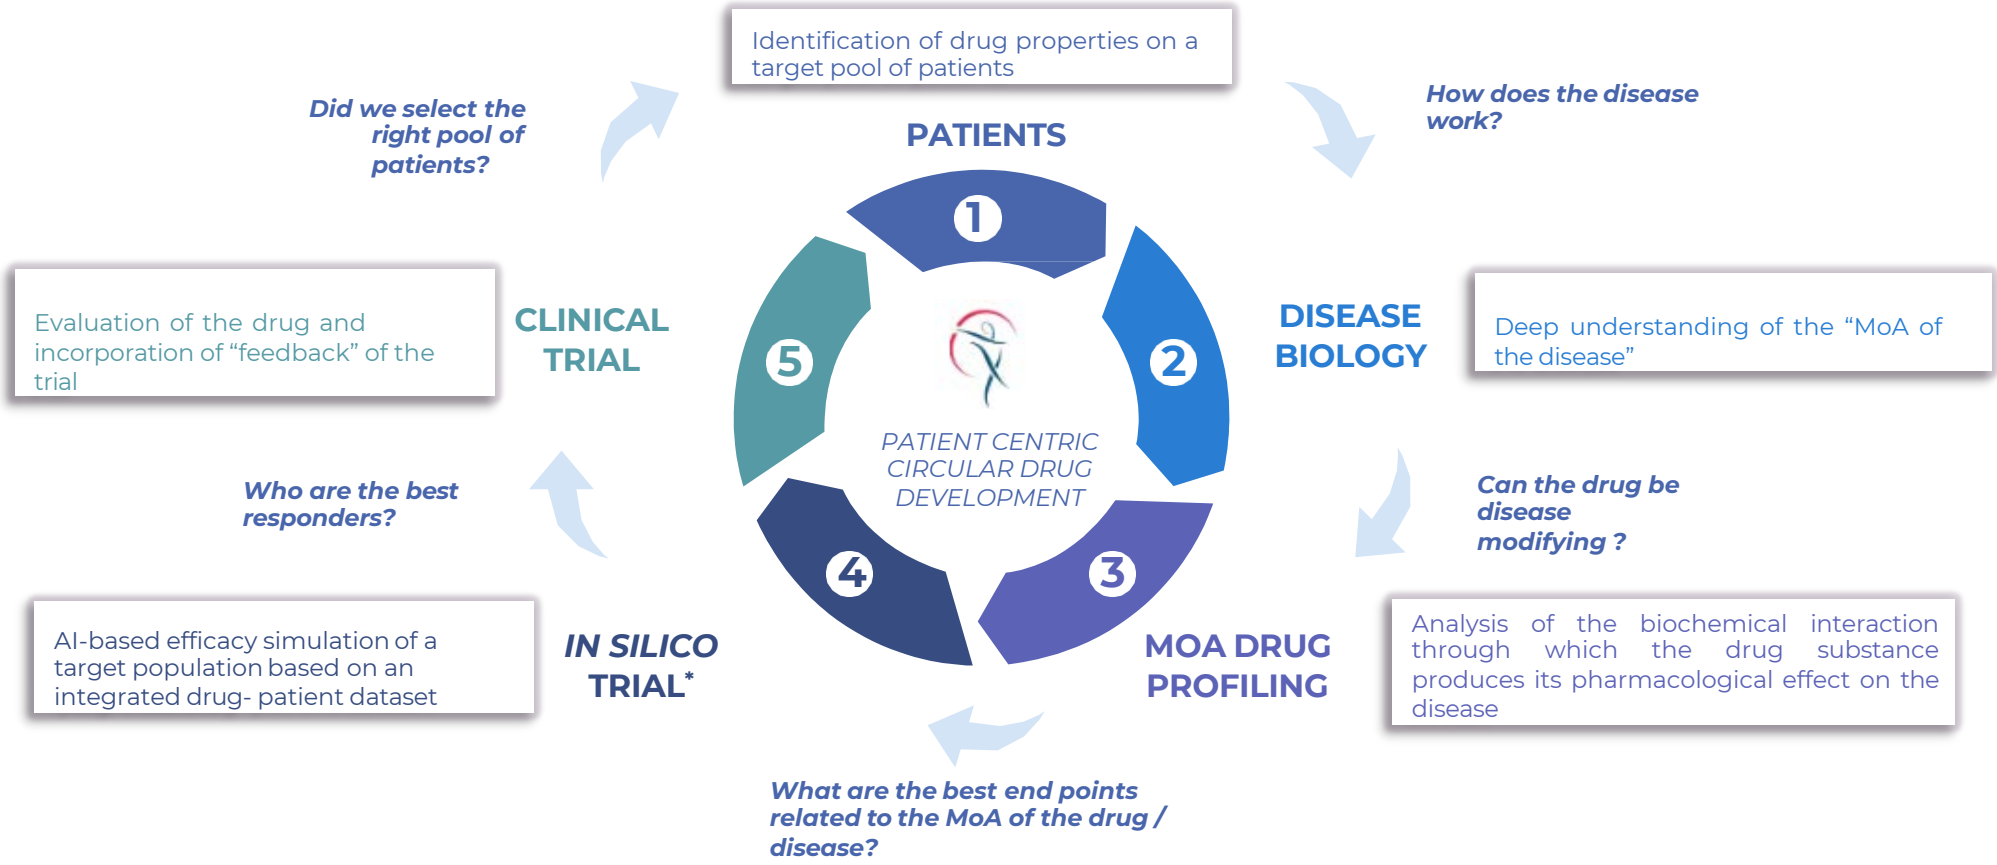 Identification of drug properties on a
target pool of patients
Did we select the
right pool of
patients?
How does the disease
work?
PATIENTS
1
Evaluation of the drug and
incorporation of “feedback” of the
trial
CLINICAL
TRIAL
5
DISEASE
BIOLOGY
2
Deep understanding of the “MoA of
the disease”
PATIENT CENTRIC
CIRCULAR DRUG
DEVELOPMENT
Who are the best
responders?
Can the drug be
disease
modifying ?
4
3
AI-based efficacy simulation of a
target population based on an
integrated drug- patient dataset
IN SILICO
TRIAL*
MOA DRUG
PROFILING
Analysis of the biochemical interaction
through which the drug substance
produces its pharmacological effect on the
disease
What are the best end points
related to the MoA of the drug /
disease?